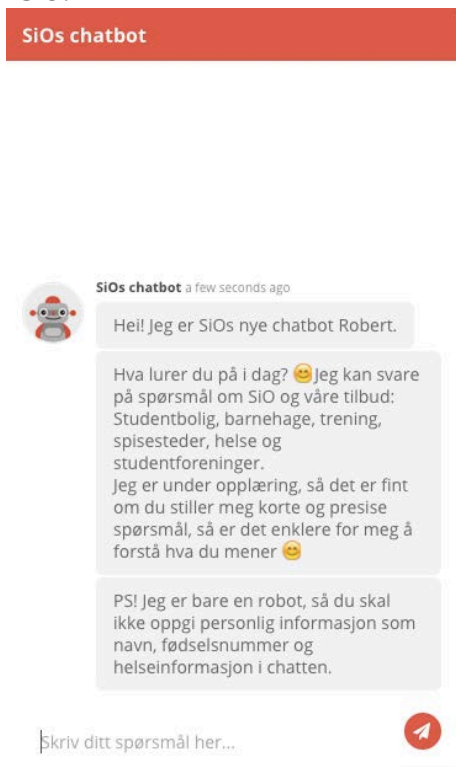 SiOs chatbot
SiOs chatbot a few seconds ago
Hei! Jeg er SiOs nye chatbot Robert.
Hva lurer du på i dag? 😊Jeg kan svare
på spørsmål om SiO og våre tilbud:
Studentbolig, barnehage, trening,
spisesteder, helse og
studentforeninger.
Jeg er under opplæring, så det er fint
om du stiller meg korte og presise
spørsmål, så er det enklere for meg å
forstå hva du mener 😊
PS! Jeg er bare en robot, så du skal
ikke oppgi personlig informasjon som
navn, fødselsnummer og
helseinformasjon i chatten.
Skriv ditt spørsmål her...